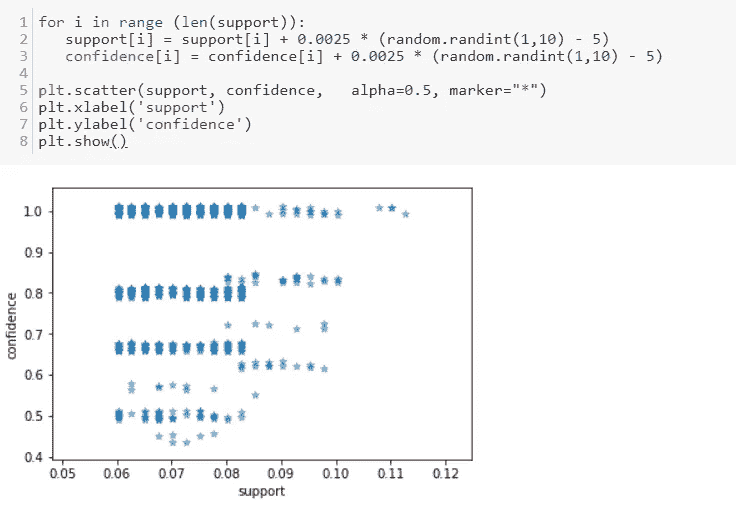 1 for i in range (len(support)):
2    support[i] = support[i] + 0.0025 * (random.randint(1,10) - 5)
3    confidence[i] = confidence[i] + 0.0025 * (random.randint(1,10) - 5)
4
5 plt.scatter(support, confidence,   alpha=0.5, marker="*")
6 plt.xlabel('support')
7 plt.ylabel('confidence')
8 plt.show()
1.0
0.9
0.8
0.7
0.6
0.5
0.4
confidence
0.05 0.06 0.07 0.08 0.09 0.10 0.11 0.12
support